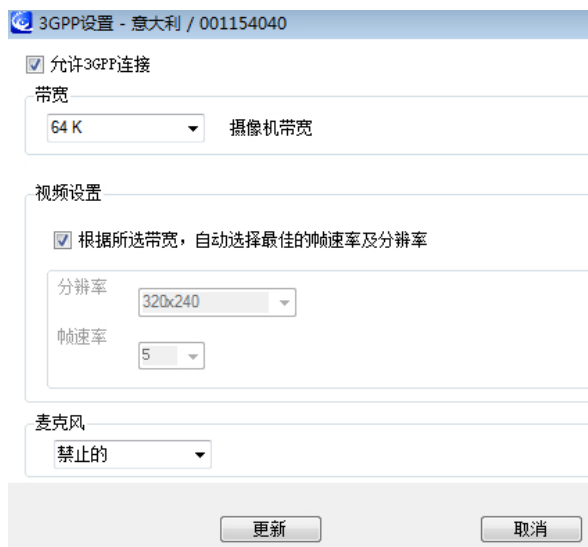 3GPP设置 - 意大利 / 001154040
允许3GPP连接
带宽
64 K 摄像机带宽
视频设置
根据所选带宽，自动选择最佳的帧速率及分辨率
分辨率
320x240
帧速率
5
麦克风
禁止的
更新 取消